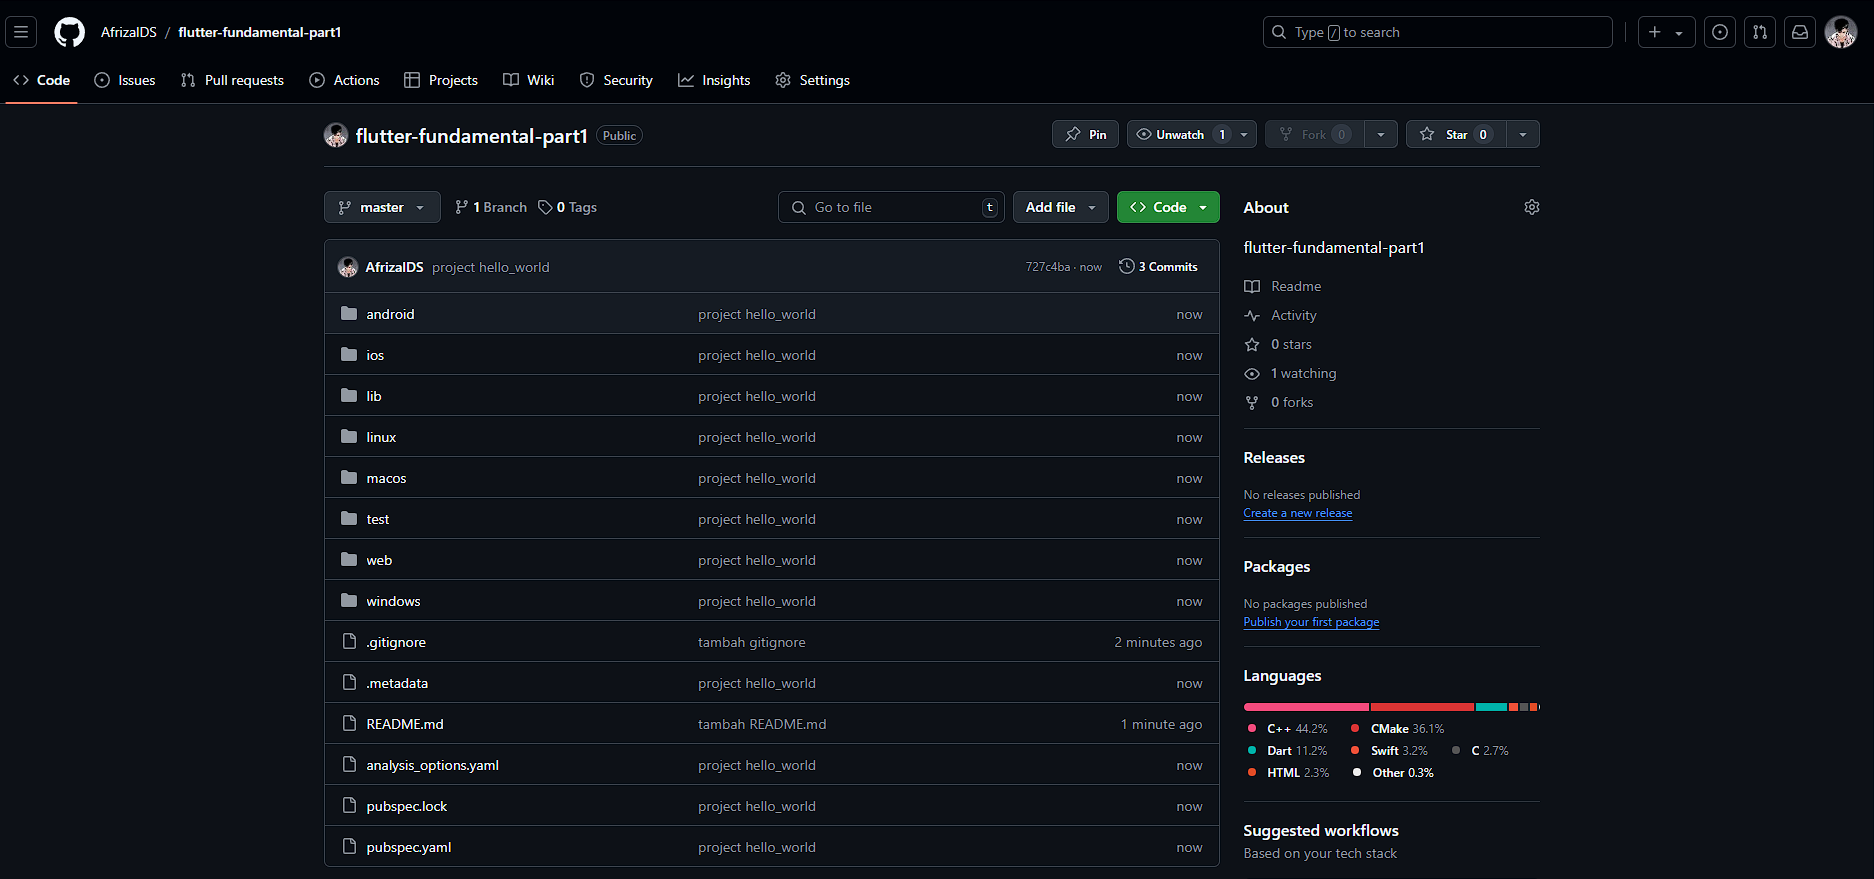 AfrizalDS / flutter-fundamental-part1
Type / to search
Code Issues Pull requests Actions Projects Wiki Security Insights Settings
flutter-fundamental-part1 Public
Pin Unwatch 1 Fork 0 Star 0
master 1 Branch 0 Tags Go to file t Add file Code
AfrizalDS project hello_world 727c4ba · now 3 Commits
android project hello_world now
ios project hello_world now
lib project hello_world now
linux project hello_world now
macos project hello_world now
test project hello_world now
web project hello_world now
windows project hello_world now
.gitignore tambah gitignore 2 minutes ago
.metadata project hello_world now
README.md tambah README.md 1 minute ago
analysis_options.yaml project hello_world now
pubspec.lock project hello_world now
pubspec.yaml project hello_world now
About
flutter-fundamental-part1
Readme
Activity
0 stars
1 watching
0 forks
Releases
No releases published
Create a new release
Packages
No packages published
Publish your first package
Languages
C++ 44.2% CMake 36.1%
Dart 11.2% Swift 3.2% C 2.7%
HTML 2.3% Other 0.3%
Suggested workflows
Based on your tech stack